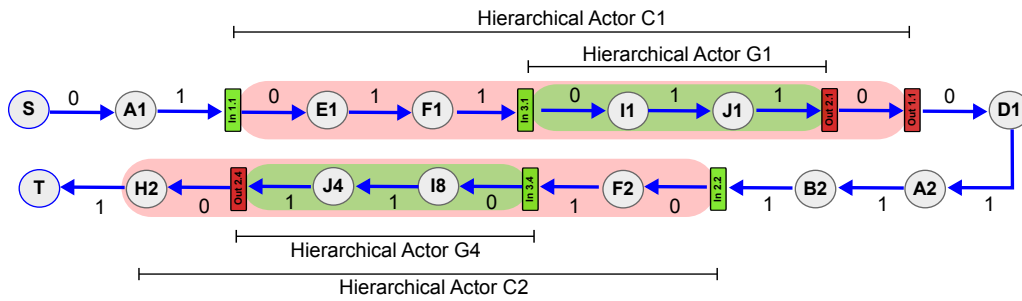 Hierarchical Actor C1
Hierarchical Actor G1
0 1 0 1 1 0 1 1 0 0
S A1 In 1.1 E1 F1 In 3.1 I1 J1 Out 2.1 Out 1.1 D1
T H2 Out 2.4 J4 I8 In 3.4 F2 In 2.2 B2 A2
1 0 1 1 0 1 0 1 1 1
Hierarchical Actor G4
Hierarchical Actor C2